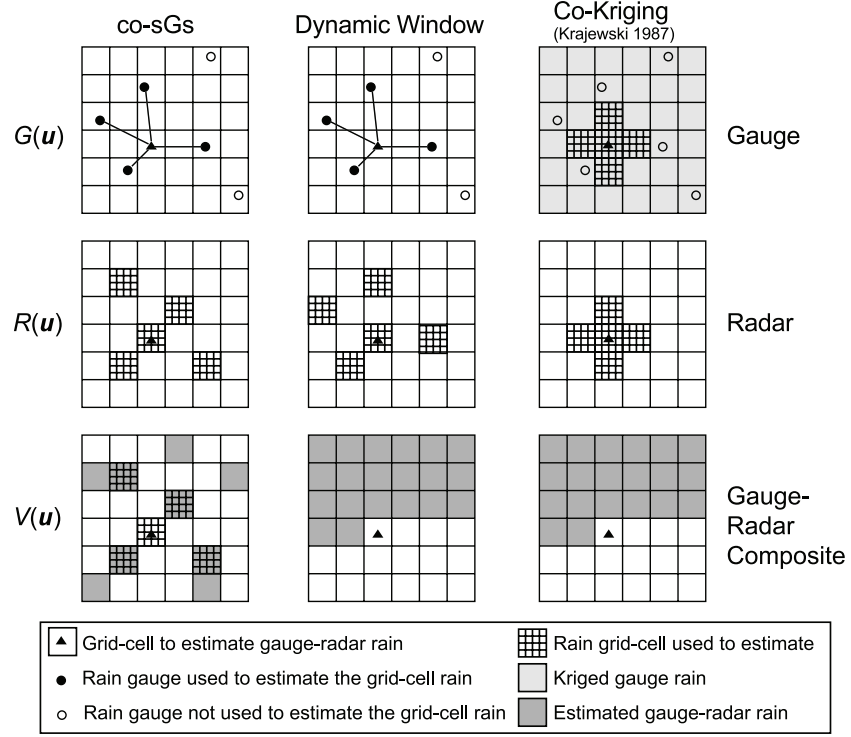 co-sGs
Dynamic Window
Co-Kriging
(Krajewski 1987)
G(u)
Gauge
R(u)
Radar
V(u)
Gauge-
Radar
Composite
Grid-cell to estimate gauge-radar rain
Rain grid-cell used to estimate
Rain gauge used to estimate the grid-cell rain
Kriged gauge rain
Rain gauge not used to estimate the grid-cell rain
Estimated gauge-radar rain